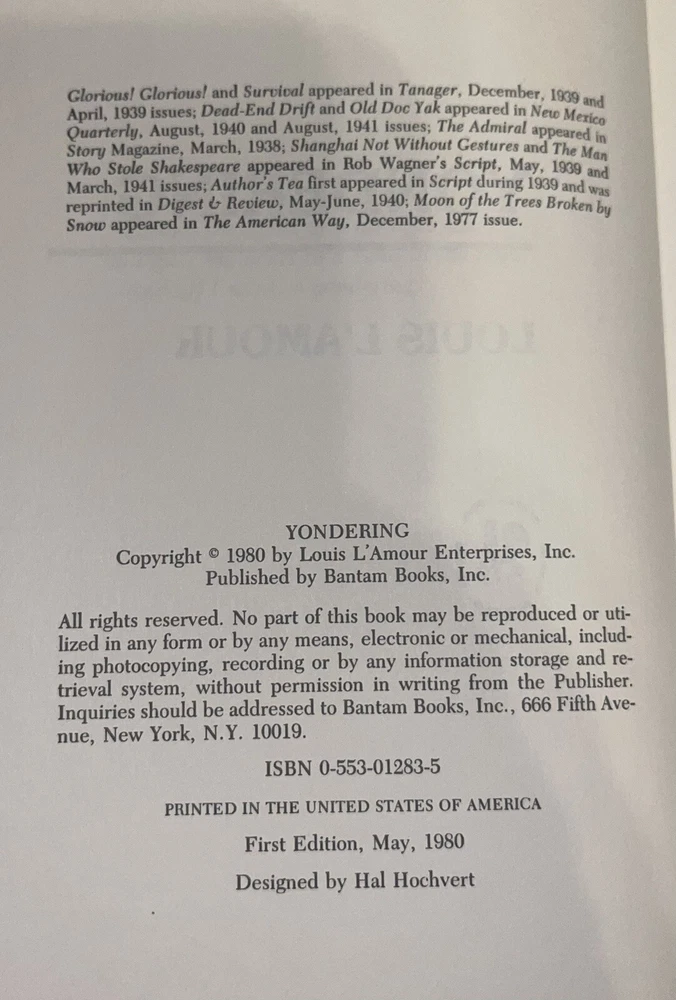 Glorious! Glorious! and Survival appeared in Tanager, December, 1939 and
April, 1939 issues; Dead-End Drift and Old Doc Yak appeared in New Mexico
Quarterly, August, 1940 and August, 1941 issues; The Admiral appeared in
Story Magazine, March, 1938; Shanghai Not Without Gestures and The Man
Who Stole Shakespeare appeared in Rob Wagner's Script, May, 1939 and
March, 1941 issues; Author's Tea first appeared in Script during 1939 and was
reprinted in Digest & Review, May-June, 1940; Moon of the Trees Broken by
Snow appeared in The American Way, December, 1977 issue.
LOUIS L'AMOUR
YONDERING
Copyright © 1980 by Louis L'Amour Enterprises, Inc.
Published by Bantam Books, Inc.
All rights reserved. No part of this book may be reproduced or uti-
lized in any form or by any means, electronic or mechanical, includ-
ing photocopying, recording or by any information storage and re-
trieval system, without permission in writing from the Publisher.
Inquiries should be addressed to Bantam Books, Inc., 666 Fifth Ave-
nue, New York, N.Y. 10019.
ISBN 0-553-01283-5
PRINTED IN THE UNITED STATES OF AMERICA
First Edition, May, 1980
Designed by Hal Hochvert